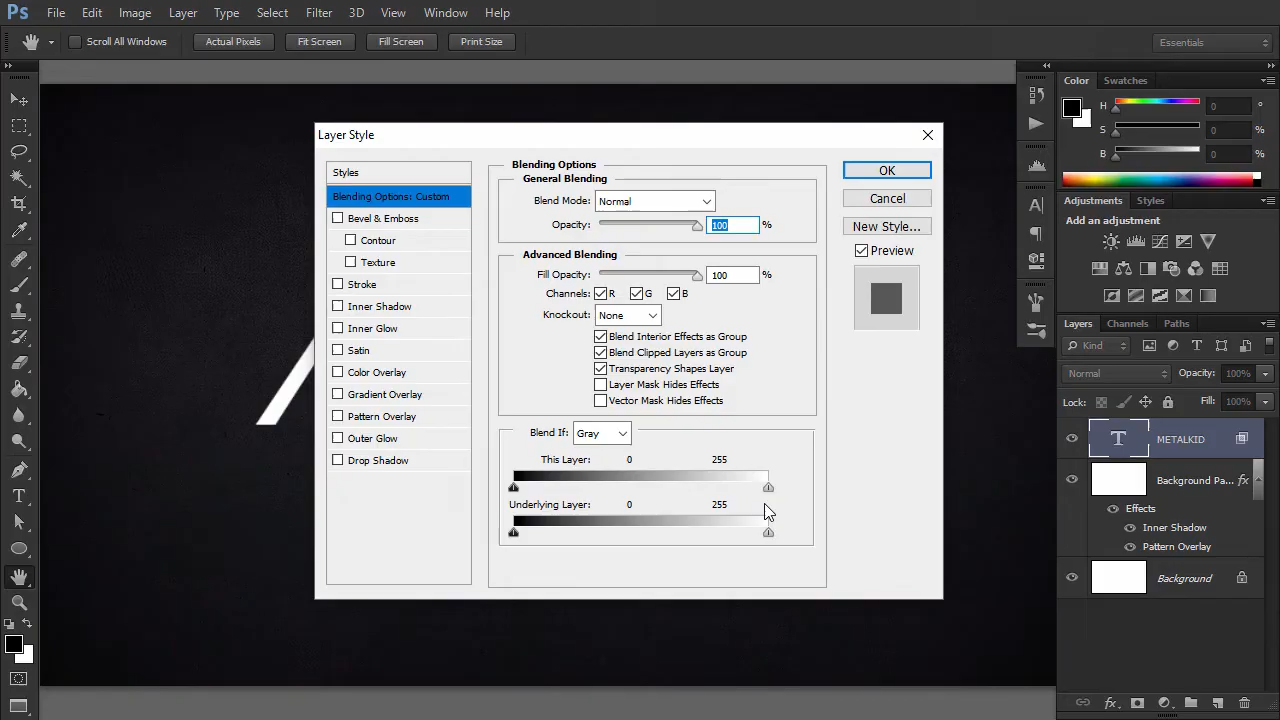 Ps File Edit Image Layer Type Select Filter 3D View Window Help
Scroll All Windows Actual Pixels Fit Screen Fill Screen Print Size Essentials
Layer Style
Styles
Blending Options: Custom
Bevel & Emboss
Contour
Texture
Stroke
Inner Shadow
Inner Glow
Satin
Color Overlay
Gradient Overlay
Pattern Overlay
Outer Glow
Drop Shadow
Blending Options
General Blending
Blend Mode: Normal
Opacity: 100 %
Advanced Blending
Fill Opacity: 100 %
Channels: R G B
Knockout: None
Blend Interior Effects as Group
Blend Clipped Layers as Group
Transparency Shapes Layer
Layer Mask Hides Effects
Vector Mask Hides Effects
Blend If: Gray
This Layer: 0 255
Underlying Layer: 0 255
OK
Cancel
New Style...
Preview
Color Swatches
H 0 °
S 0 %
B 0 %
Adjustments Styles
Add an adjustment
Layers Channels Paths
Kind
Normal Opacity: 100%
Lock: Fill: 100%
T METALKID
Background Pa... fx
Effects
Inner Shadow
Pattern Overlay
Background
fx